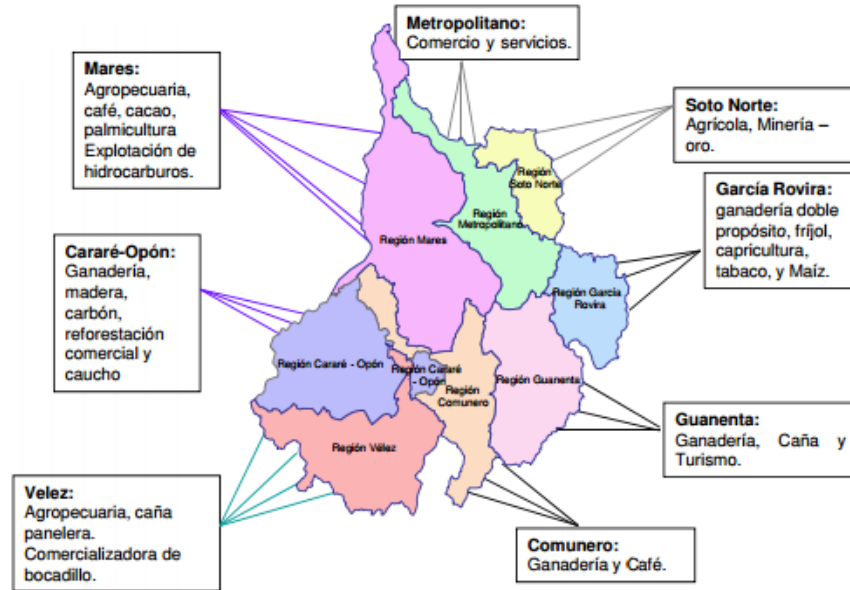 Metropolitano:
Comercio y servicios.
Mares:
Agropecuaria,
café, cacao,
palmicultura
Explotación de
hidrocarburos.
Soto Norte:
Agrícola, Minería –
oro.
García Rovira:
ganadería doble
propósito, fríjol,
capricultura,
tabaco, y Maíz.
Cararé-Opón:
Ganadería,
madera,
carbón,
reforestación
comercial y
caucho
Región
Soto Norte
Región
Metropolitano
Región Mares
Región García
Rovira
Región Cararé - Opón
Región Cararé
- Opón
Región
Comunero
Región Guanenta
Región Vélez
Guanenta:
Ganadería, Caña y
Turismo.
Velez:
Agropecuaria, caña
panelera.
Comercializadora de
bocadillo.
Comunero:
Ganadería y Café.